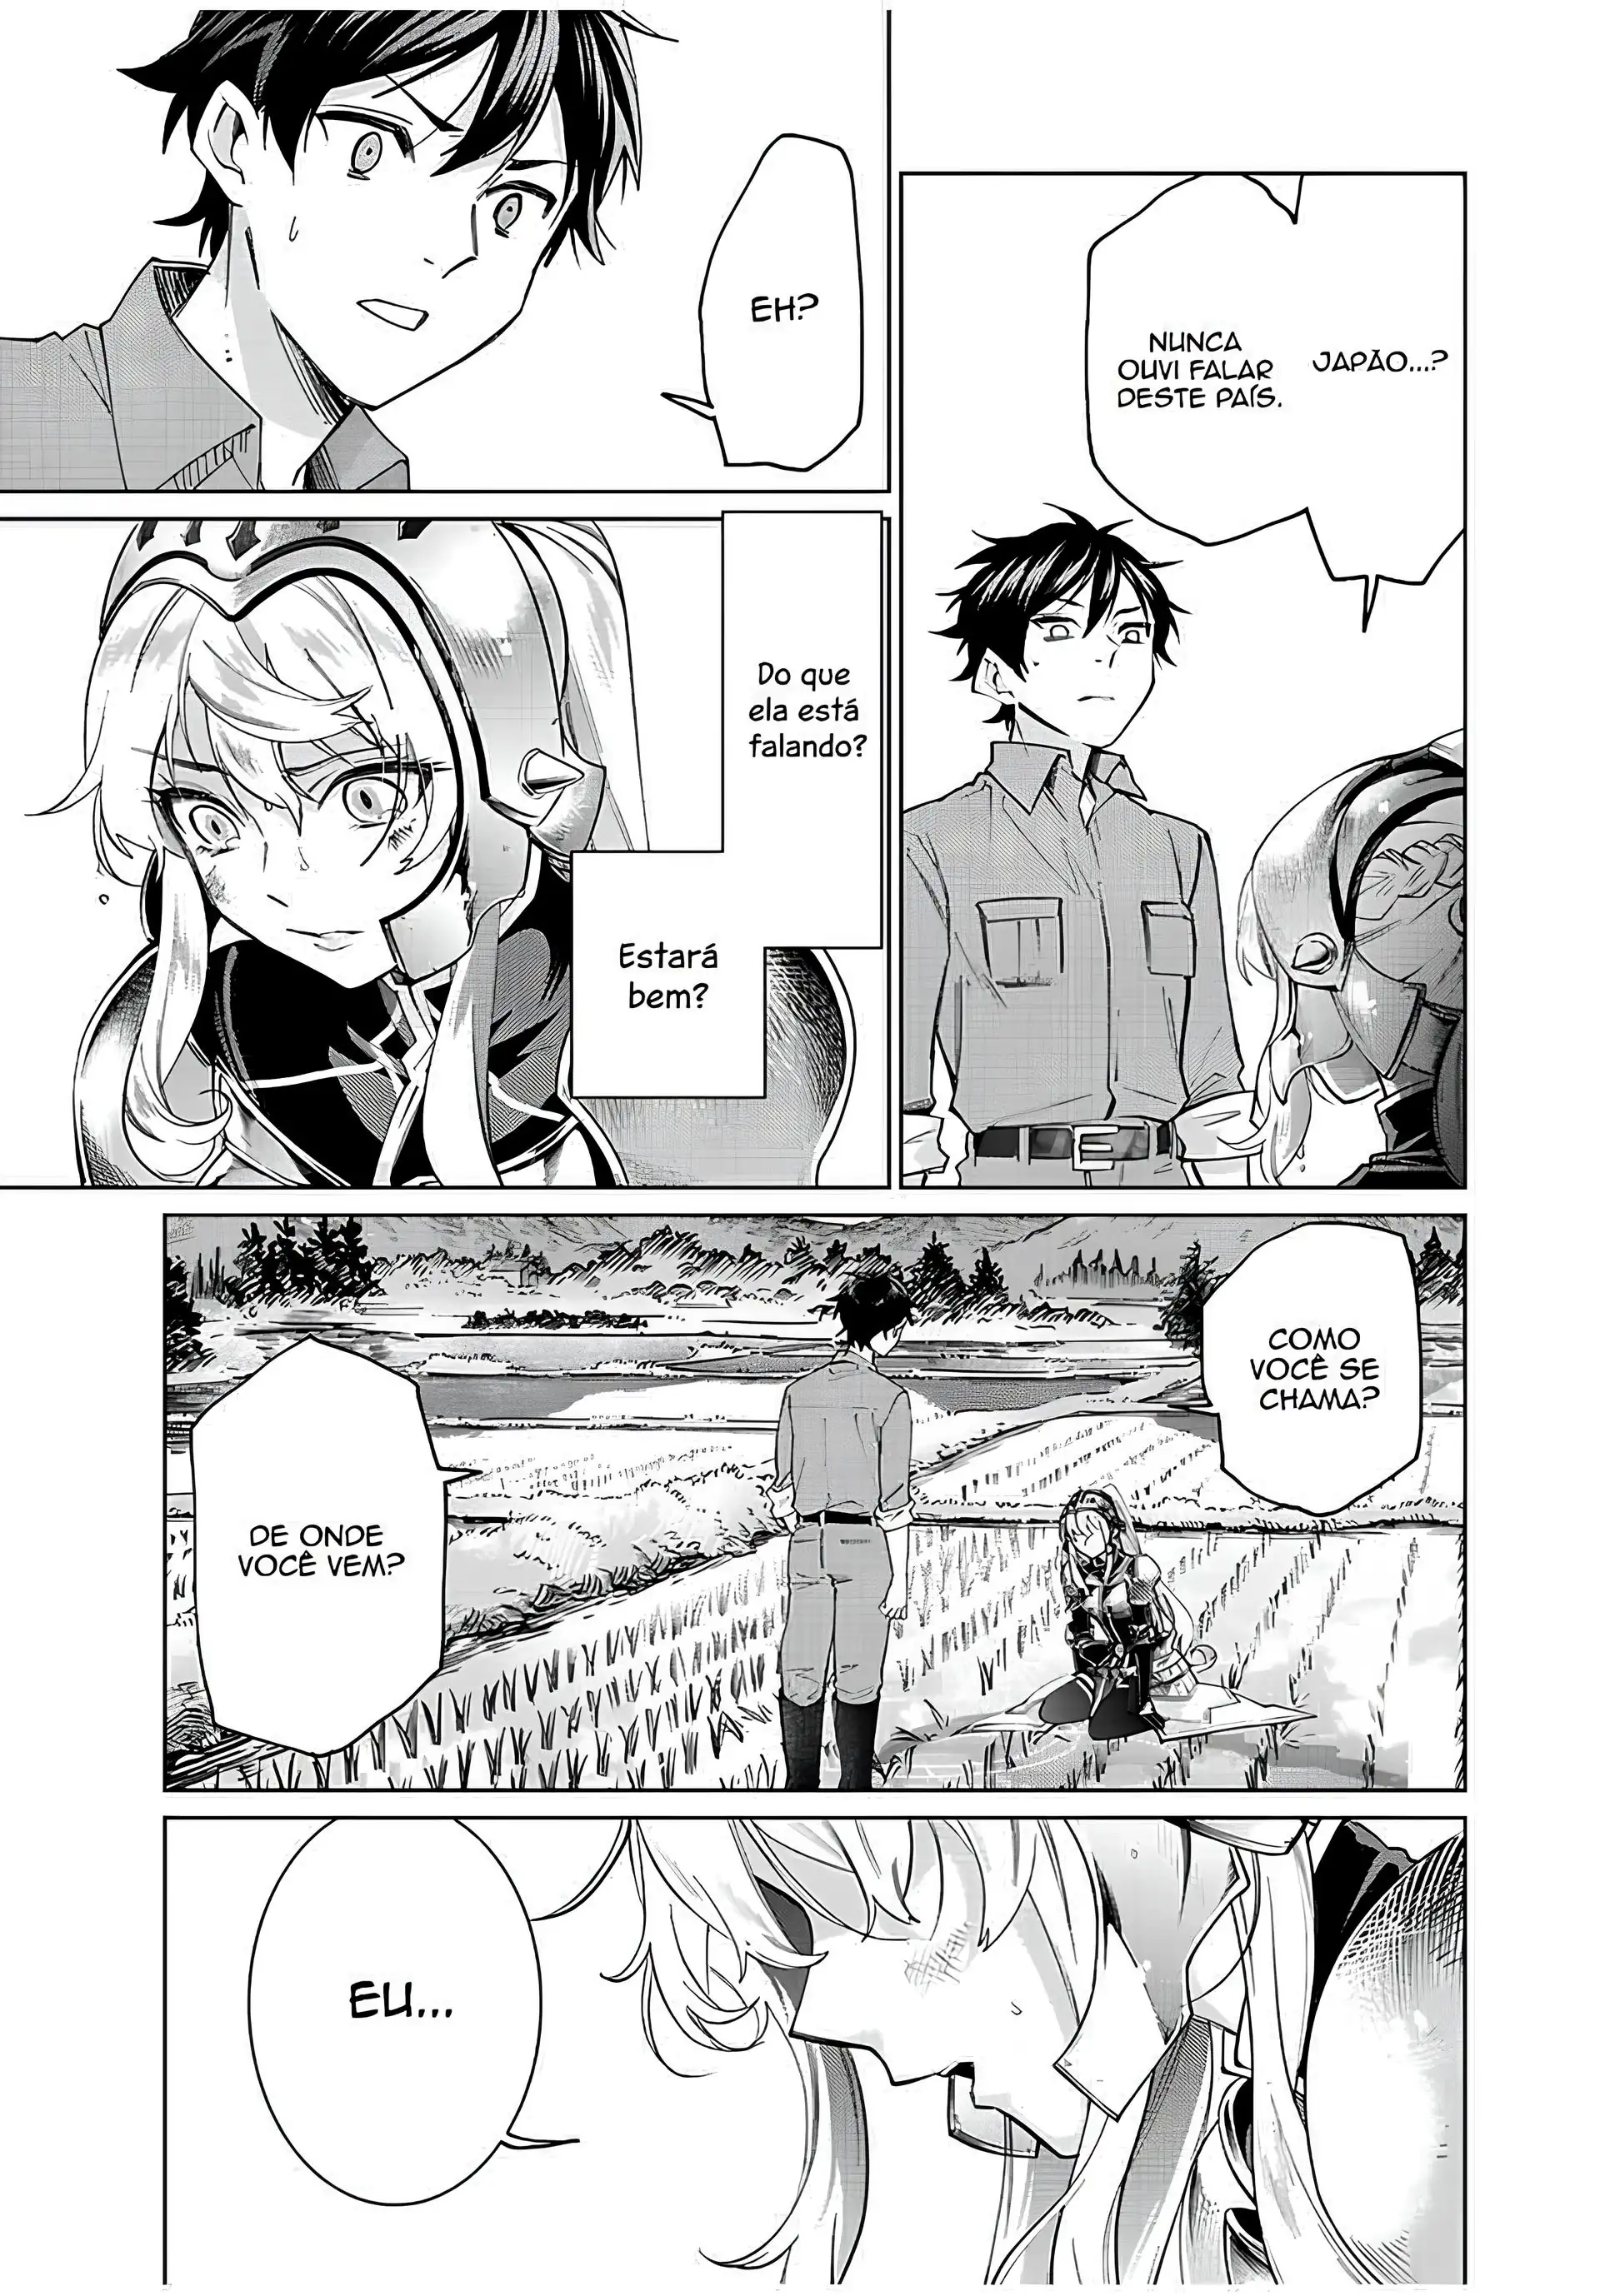 JAPÃO...?
NUNCA
OUVI FALAR
DESTE PAÍS.
EH?
Do que
ela está
falando?
Estará
bem?
COMO
VOCÊ SE
CHAMA?
DE ONDE
VOCÊ VEM?
EU...